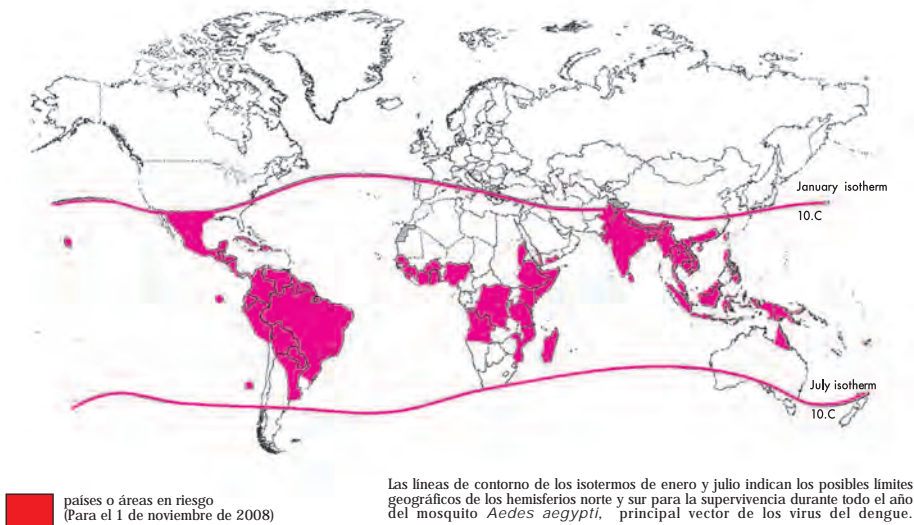 January isotherm
10.C
July isotherm
10.C
países o áreas en riesgo
(Para el 1 de noviembre de 2008)
Las líneas de contorno de los isotermos de enero y julio indican los posibles límites
geográficos de los hemisferios norte y sur para la supervivencia durante todo el año
del mosquito Aedes aegypti, principal vector de los virus del dengue.